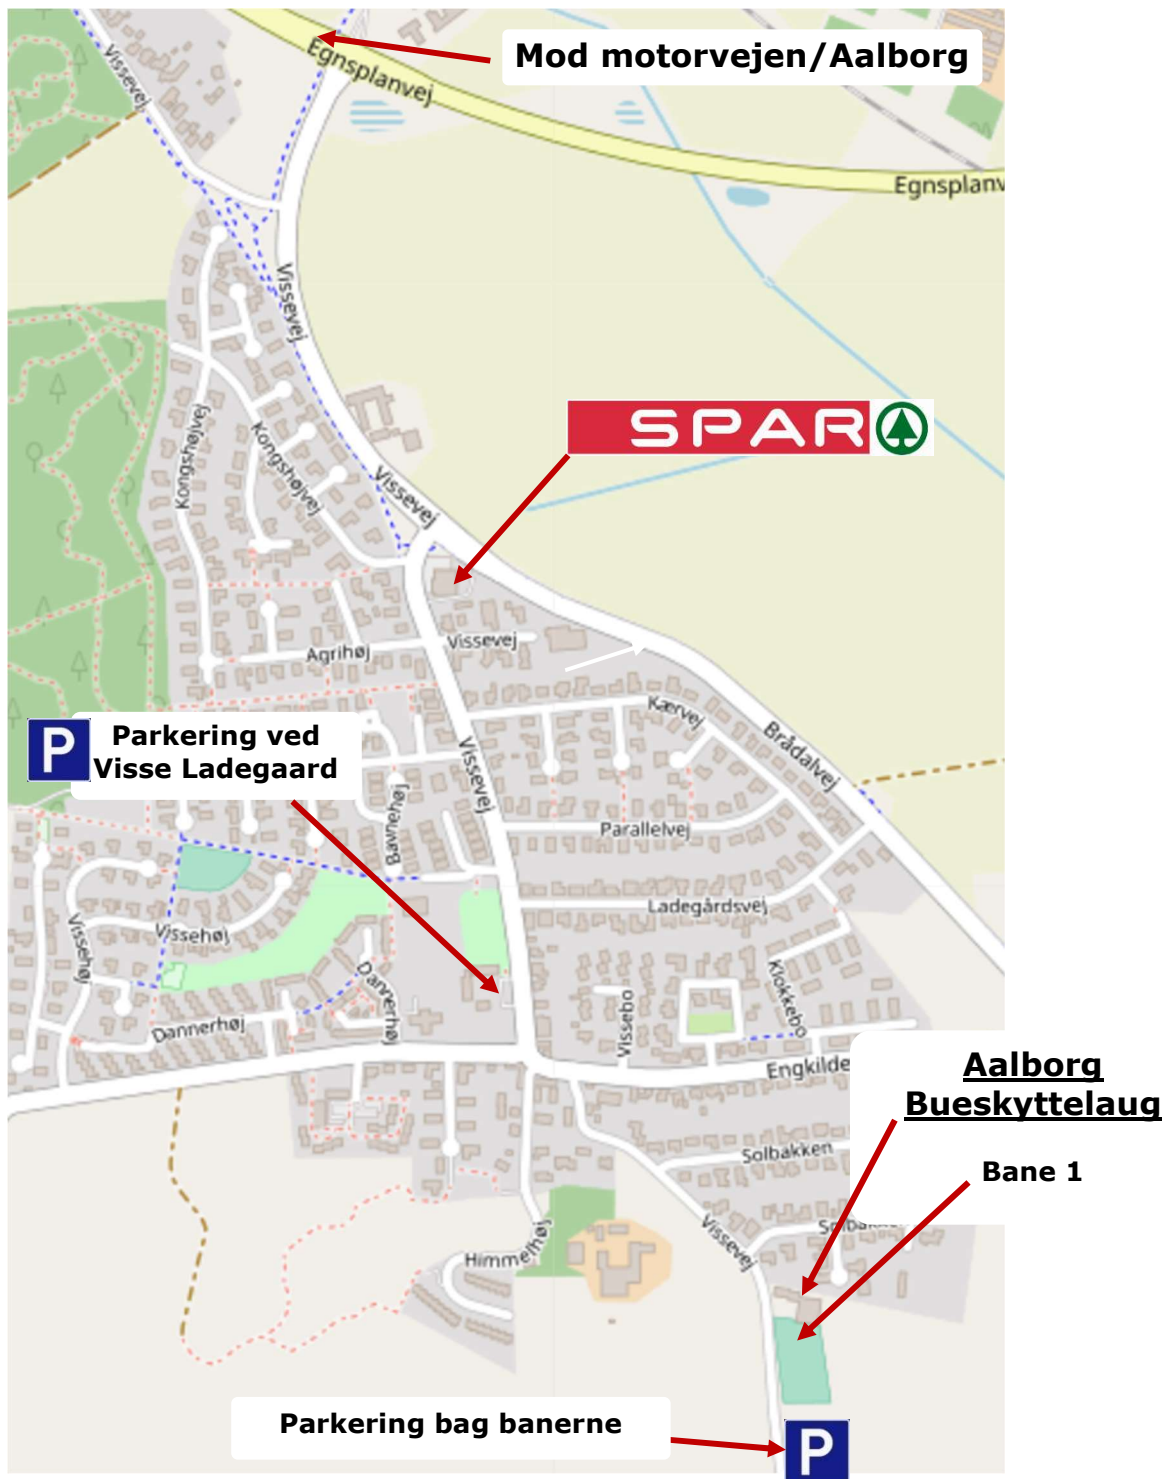 Mod motorvejen/Aalborg
Vissevej
Egnsplanvej
Egnsplanv
Vissevej
SPAR
Kongshøjvej
Kongshøjvej
Vissevej
Vissevej
Agrihøj
Kærvej
P
Parkering ved
Visse Ladegaard
Vissevej
Brådalvej
Bavnehøj
Parallelvej
Ladegårdsvej
Vissehøj
Vissehøj
Klokkebo
Dannerhøj
Vissebo
Dannerhøj
Engkilde
Aalborg
Bueskyttelaug
Solbakken
Bane 1
Vissevej
Solbakken
Himmelhøj
Parkering bag banerne
P